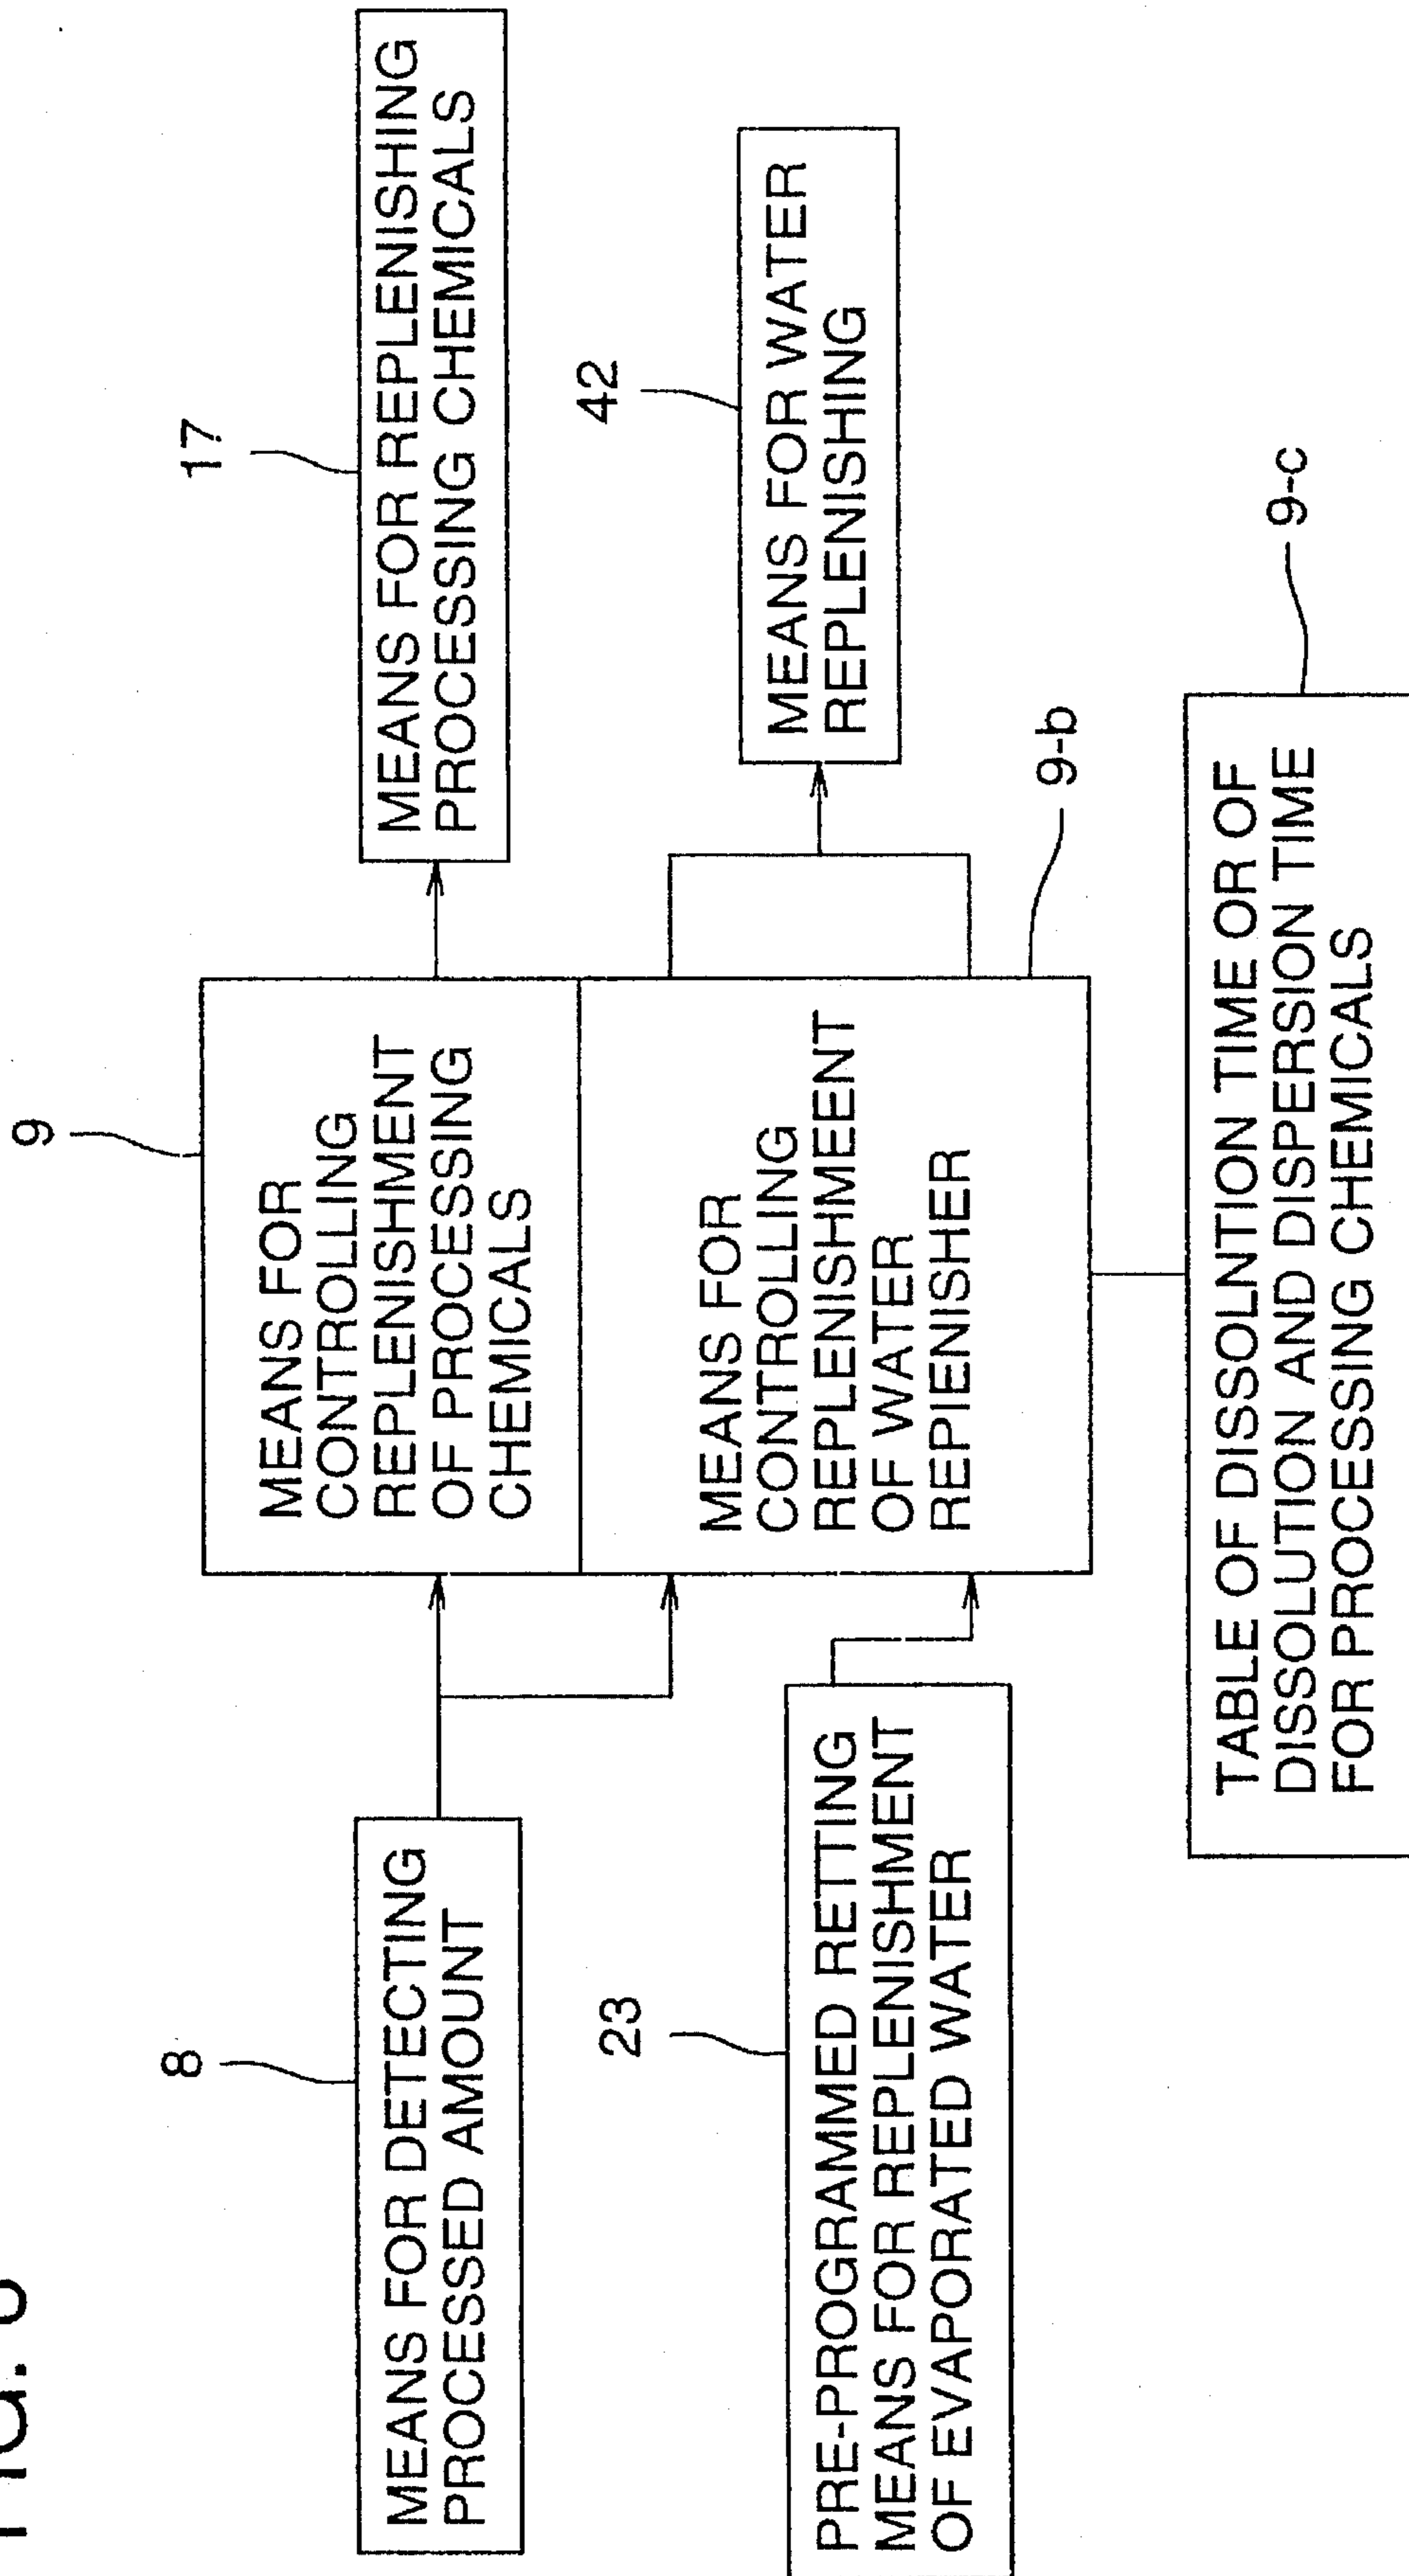 FIG.
8
MEANS FOR DETECTING
PROCESSED AMOUNT
23
PRE-PROGRAMMED RETTING
MEANS FOR REPLENISHMENT
OF EVAPORATED WATER
9
MEANS FOR
CONTROLLING
REPLENISHMENT
OF PROCESSING
CHEMICALS
MEANS FOR
CONTROLLING
REPLENISHMEENT
OF WATER
REPIENISHER
9-b
17
MEANS FOR REPLENISHING
PROCESSING CHEMICALS
42
MEANS FOR WATER
REPLENISHING
9-c
TABLE OF DISSOLNTION TIME OR OF
DISSOLUTION AND DISPERSION TIME
FOR PROCESSING CHEMICALS